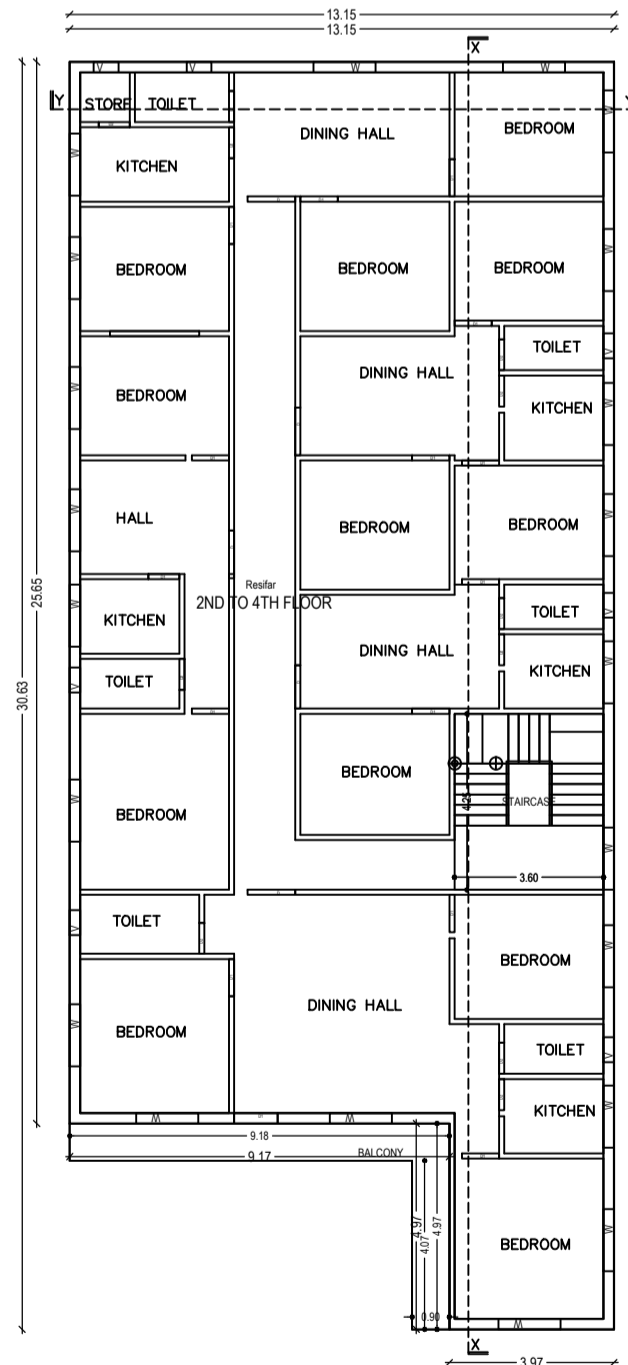 13.15
13.15
X
V
V
W
W
Y
Y
STORE
TOILET
DINING HALL
BEDROOM
W
KITCHEN
W
W
BEDROOM
BEDROOM
BEDROOM
W
W
TOILET
V
DINING HALL
W
BEDROOM
KITCHEN
W
HALL
BEDROOM
BEDROOM
W
W
Resifar
2ND TO 4TH FLOOR
25.65
30.63
KITCHEN
W
TOILET
V
DINING HALL
KITCHEN
W
TOILET
V
BEDROOM
BEDROOM
W
STAIRCASE
4.25
W
3.60
TOILET
V
BEDROOM
W
DINING HALL
BEDROOM
W
TOILET
V
KITCHEN
W
W
W
9.18
BALCONY
9.17
4.97
4.07
4.97
BEDROOM
W
0.90
W
X
3.97